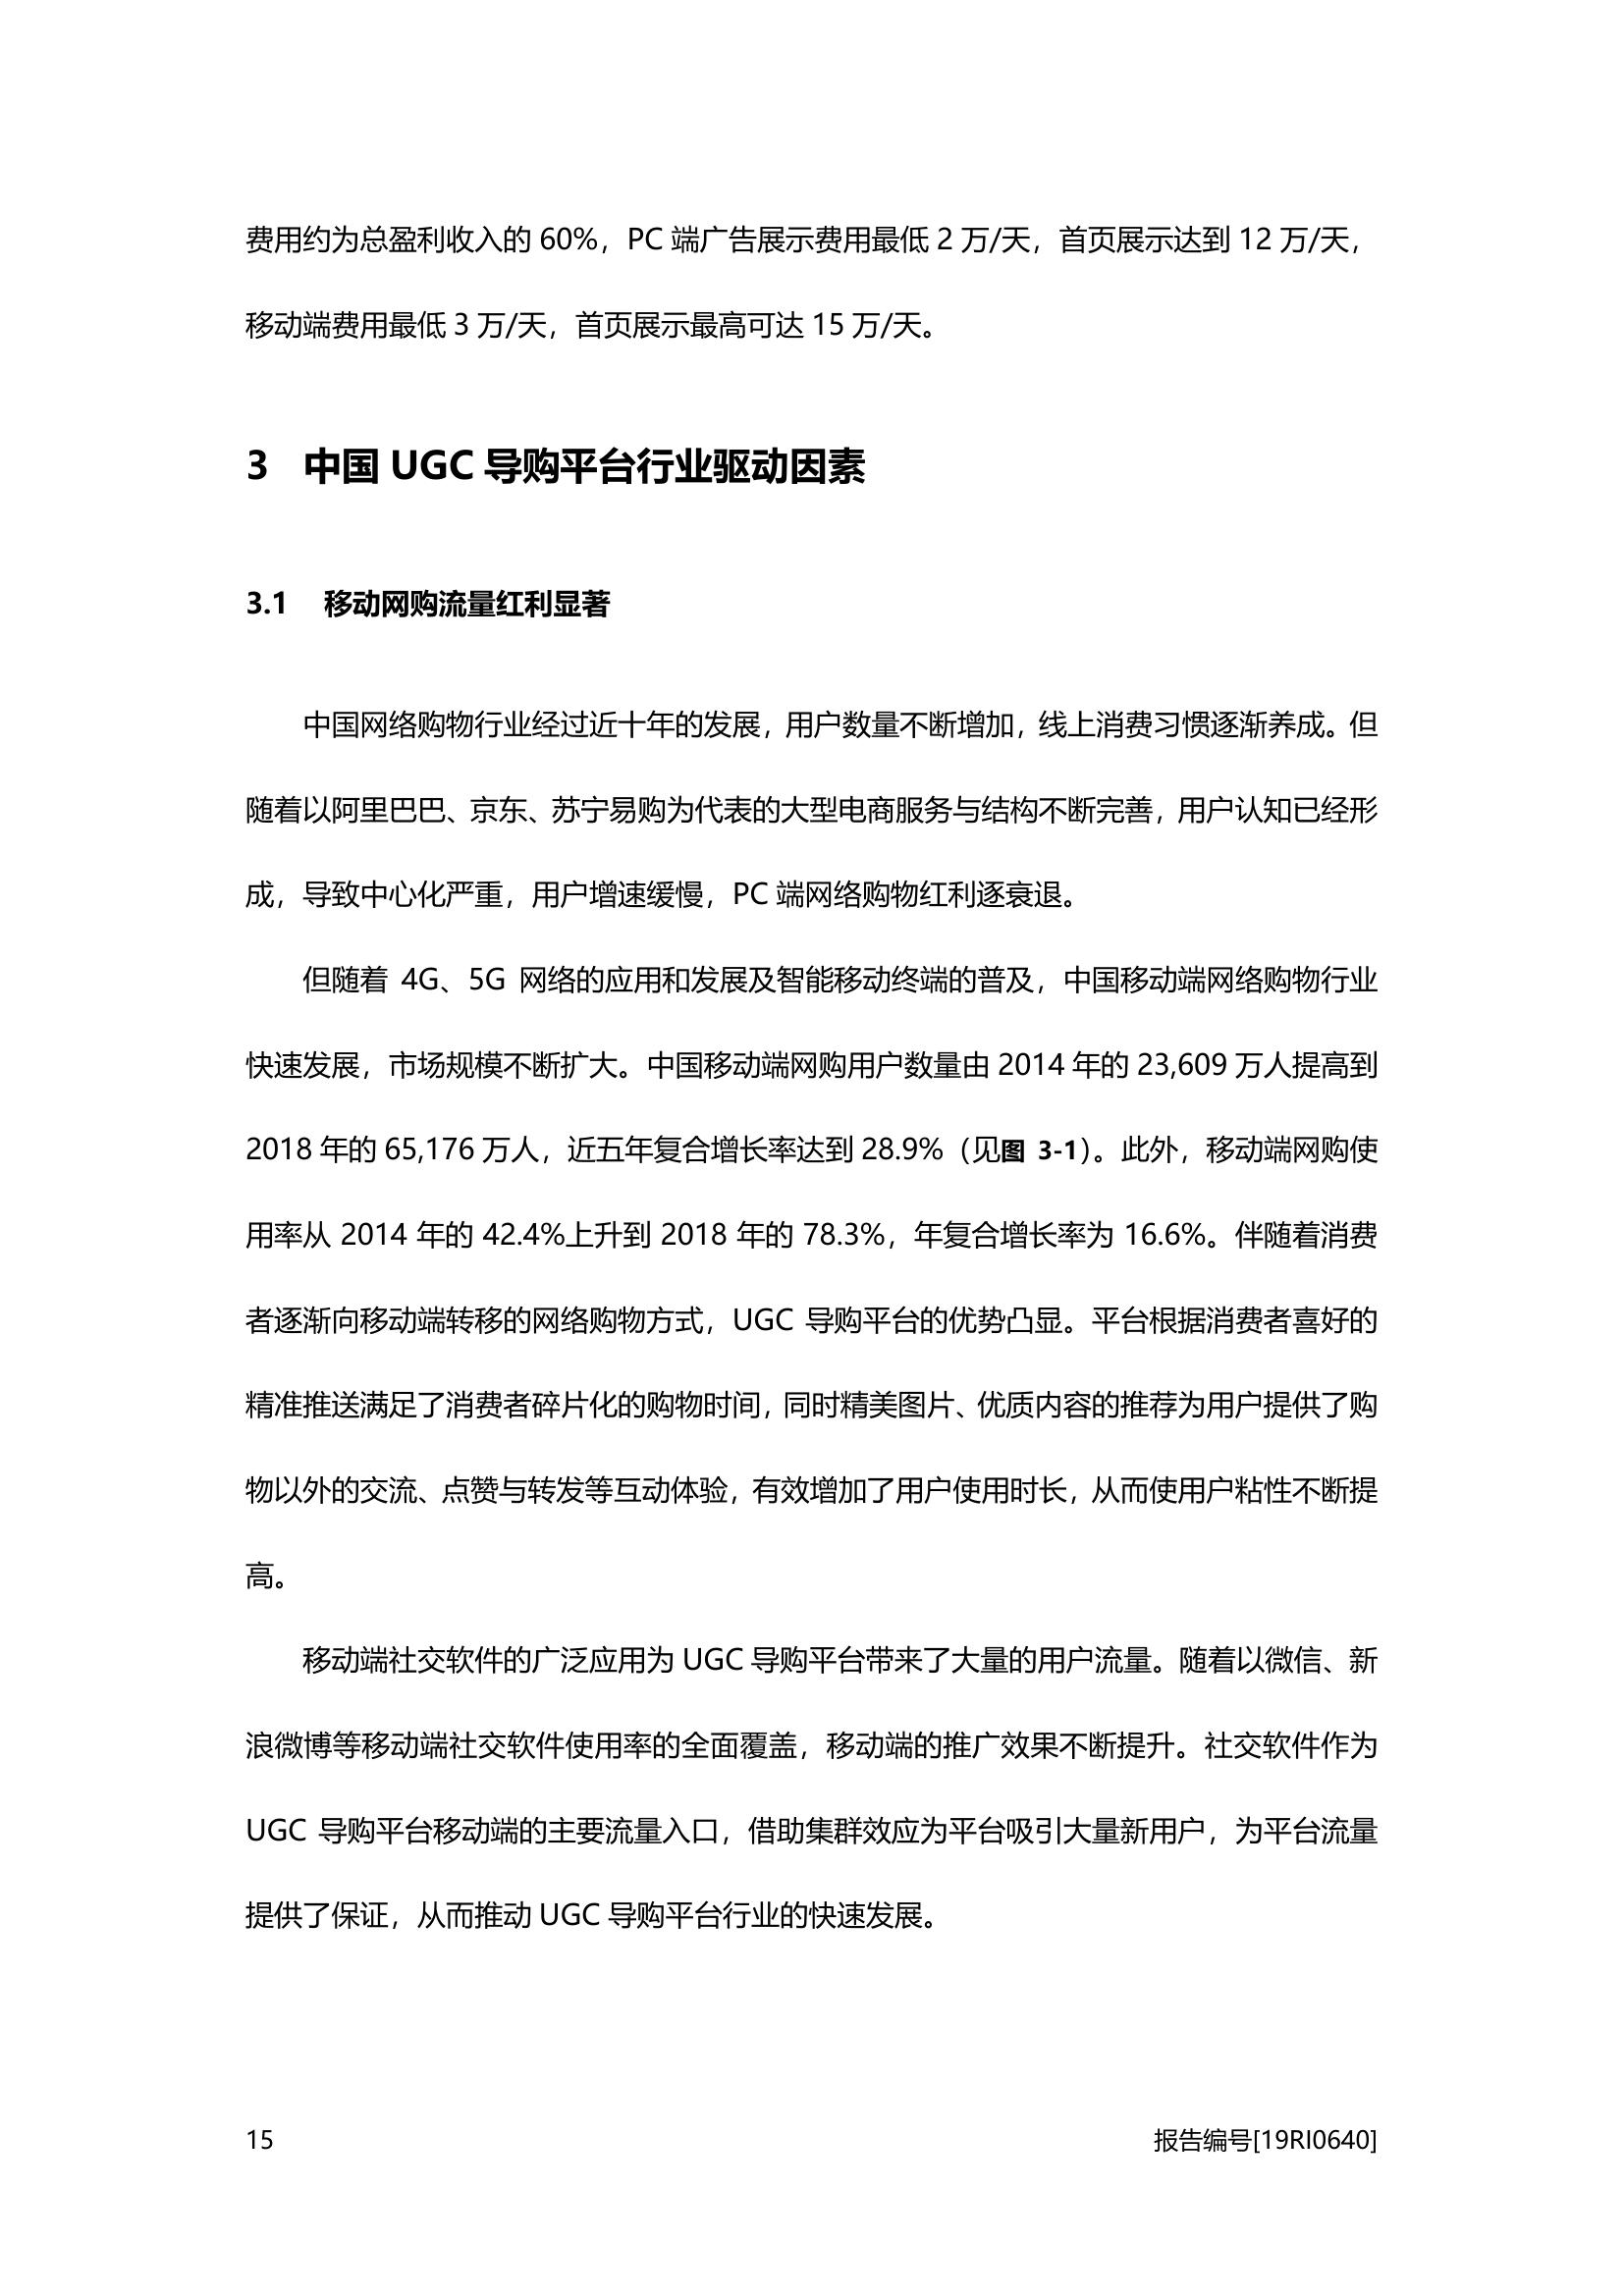 费用约为总盈利收入的 60%，PC 端广告展示费用最低 2 万/天，首页展示达到 12 万/天，
移动端费用最低 3 万/天，首页展示最高可达 15 万/天。
3 中国 UGC 导购平台行业驱动因素
3.1 移动网购流量红利显著
中国网络购物行业经过近十年的发展，用户数量不断增加，线上消费习惯逐渐养成。但
随着以阿里巴巴、京东、苏宁易购为代表的大型电商服务与结构不断完善，用户认知已经形
成，导致中心化严重，用户增速缓慢，PC 端网络购物红利逐衰退。
但随着 4G、5G 网络的应用和发展及智能移动终端的普及，中国移动端网络购物行业
快速发展，市场规模不断扩大。中国移动端网购用户数量由 2014 年的 23,609 万人提高到
2018 年的 65,176 万人，近五年复合增长率达到 28.9%（见图 3-1）。此外，移动端网购使
用率从 2014 年的 42.4%上升到 2018 年的 78.3%，年复合增长率为 16.6%。伴随着消费
者逐渐向移动端转移的网络购物方式，UGC 导购平台的优势凸显。平台根据消费者喜好的
精准推送满足了消费者碎片化的购物时间，同时精美图片、优质内容的推荐为用户提供了购
物以外的交流、点赞与转发等互动体验，有效增加了用户使用时长，从而使用户粘性不断提
高。
移动端社交软件的广泛应用为 UGC 导购平台带来了大量的用户流量。随着以微信、新
浪微博等移动端社交软件使用率的全面覆盖，移动端的推广效果不断提升。社交软件作为
UGC 导购平台移动端的主要流量入口，借助集群效应为平台吸引大量新用户，为平台流量
提供了保证，从而推动 UGC 导购平台行业的快速发展。
15 报告编号[19RI0640]